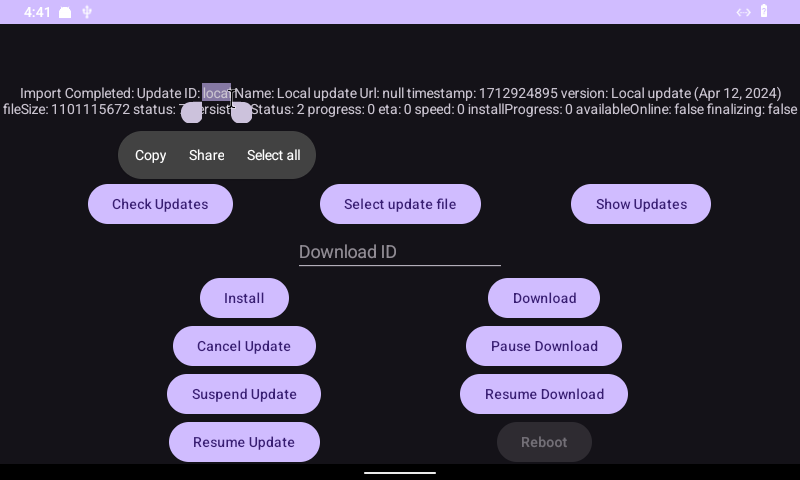 4:41
Import Completed: Update ID: local Name: Local update Url: null timestamp: 1712924895 version: Local update (Apr 12, 2024)
fileSize: 1101115672 status: Status: 2 progress: 0 eta: 0 speed: 0 installProgress: 0 availableOnline: false finalizing: false
Copy Share Select all
Check Updates Select update file Show Updates
Download ID
Install Download
Cancel Update Pause Download
Suspend Update Resume Download
Resume Update Reboot